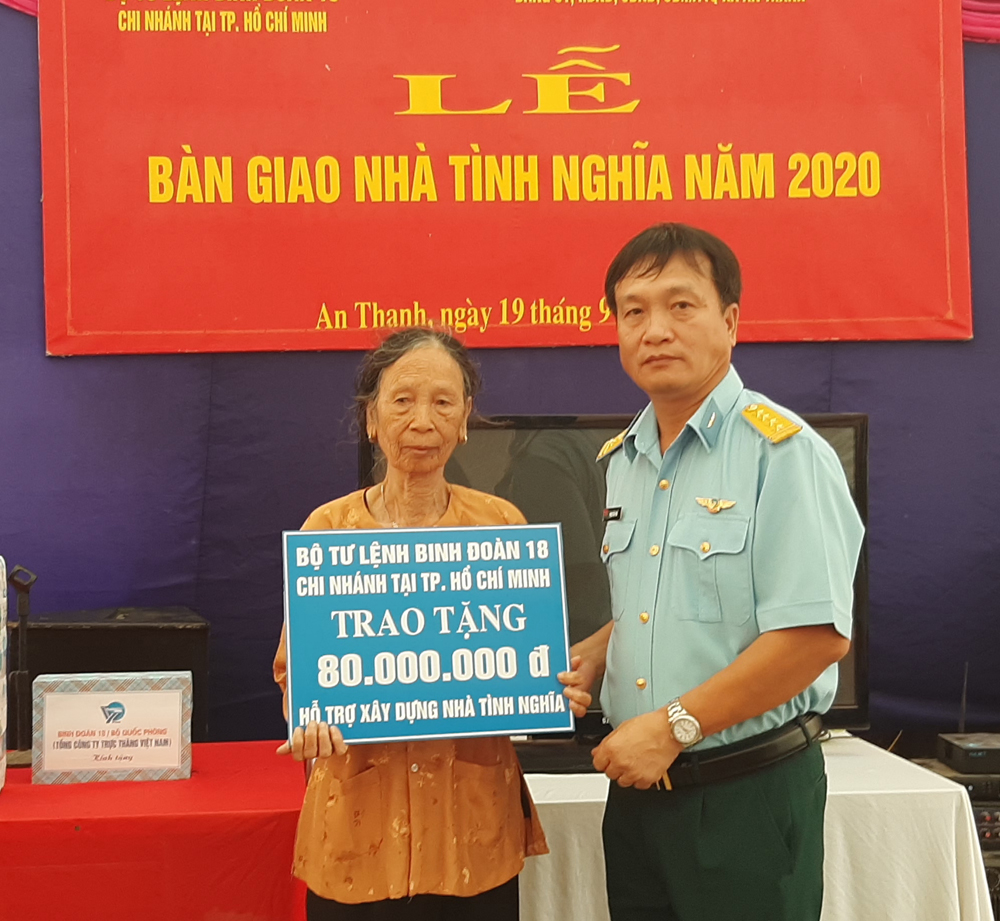 CHI NHÁNH TẠI TP. HỒ CHÍ MINH
LỄ
BÀN GIAO NHÀ TÌNH NGHĨA NĂM 2020
An Thanh, ngày 19 tháng 9
BỘ TƯ LỆNH BINH ĐOÀN 18
CHI NHÁNH TẠI TP. HỒ CHÍ MINH
TRAO TẶNG
80.000.000 đ
HỖ TRỢ XÂY DỰNG NHÀ TÌNH NGHĨA
BINH ĐOÀN 18 / BỘ QUỐC PHÒNG
(TỔNG CÔNG TY TRỰC THĂNG VIỆT NAM)
Kính tặng